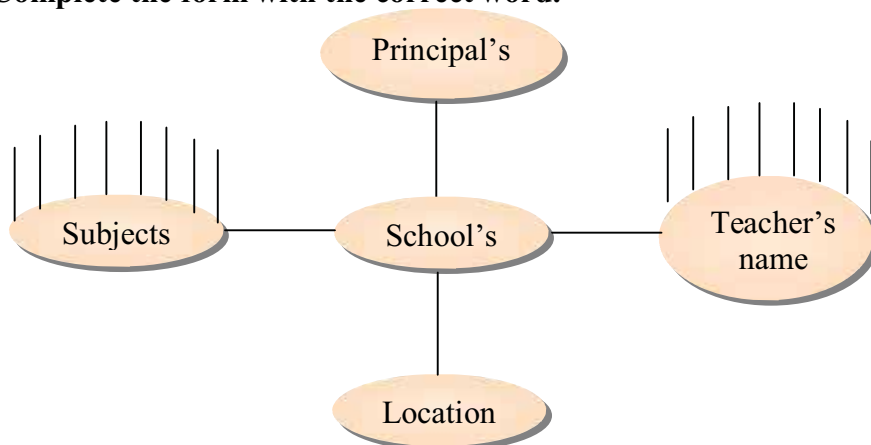 Complete the form with the correct word.
Principal's
Subjects
School's
Teacher's
name
Location